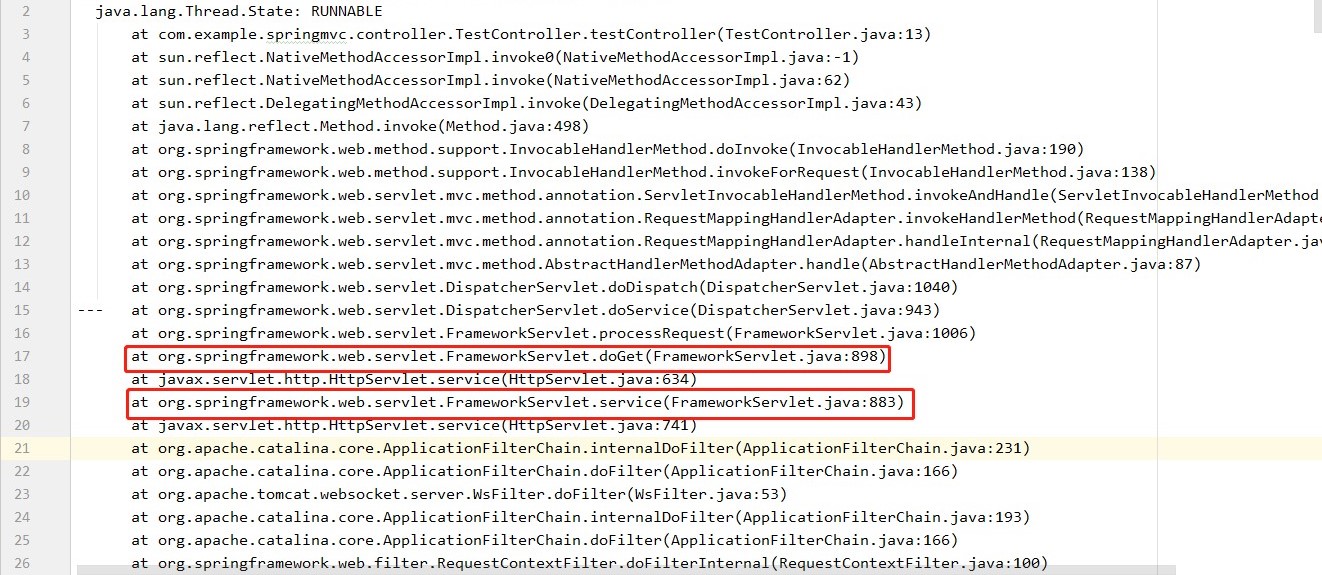 2 java.lang.Thread.State: RUNNABLE
3 at com.example.springmvc.controller.TestController.testController(TestController.java:13)
4 at sun.reflect.NativeMethodAccessorImpl.invoke0(NativeMethodAccessorImpl.java:-1)
5 at sun.reflect.NativeMethodAccessorImpl.invoke(NativeMethodAccessorImpl.java:62)
6 at sun.reflect.DelegatingMethodAccessorImpl.invoke(DelegatingMethodAccessorImpl.java:43)
7 at java.lang.reflect.Method.invoke(Method.java:498)
8 at org.springframework.web.method.support.InvocableHandlerMethod.doInvoke(InvocableHandlerMethod.java:190)
9 at org.springframework.web.method.support.InvocableHandlerMethod.invokeForRequest(InvocableHandlerMethod.java:138)
10 at org.springframework.web.servlet.mvc.method.annotation.ServletInvocableHandlerMethod.invokeAndHandle(ServletInvocableHandlerMethod
11 at org.springframework.web.servlet.mvc.method.annotation.RequestMappingHandlerAdapter.invokeHandlerMethod(RequestMappingHandlerAdapte
12 at org.springframework.web.servlet.mvc.method.annotation.RequestMappingHandlerAdapter.handleInternal(RequestMappingHandlerAdapter.jav
13 at org.springframework.web.servlet.mvc.method.AbstractHandlerMethodAdapter.handle(AbstractHandlerMethodAdapter.java:87)
14 at org.springframework.web.servlet.DispatcherServlet.doDispatch(DispatcherServlet.java:1040)
15 --- at org.springframework.web.servlet.DispatcherServlet.doService(DispatcherServlet.java:943)
16 at org.springframework.web.servlet.FrameworkServlet.processRequest(FrameworkServlet.java:1006)
17 at org.springframework.web.servlet.FrameworkServlet.doGet(FrameworkServlet.java:898)
18 at javax.servlet.http.HttpServlet.service(HttpServlet.java:634)
19 at org.springframework.web.servlet.FrameworkServlet.service(FrameworkServlet.java:883)
20 at javax.servlet.http.HttpServlet.service(HttpServlet.java:741)
21 at org.apache.catalina.core.ApplicationFilterChain.internalDoFilter(ApplicationFilterChain.java:231)
22 at org.apache.catalina.core.ApplicationFilterChain.doFilter(ApplicationFilterChain.java:166)
23 at org.apache.tomcat.websocket.server.WsFilter.doFilter(WsFilter.java:53)
24 at org.apache.catalina.core.ApplicationFilterChain.internalDoFilter(ApplicationFilterChain.java:193)
25 at org.apache.catalina.core.ApplicationFilterChain.doFilter(ApplicationFilterChain.java:166)
26 at org.springframework.web.filter.RequestContextFilter.doFilterInternal(RequestContextFilter.java:100)